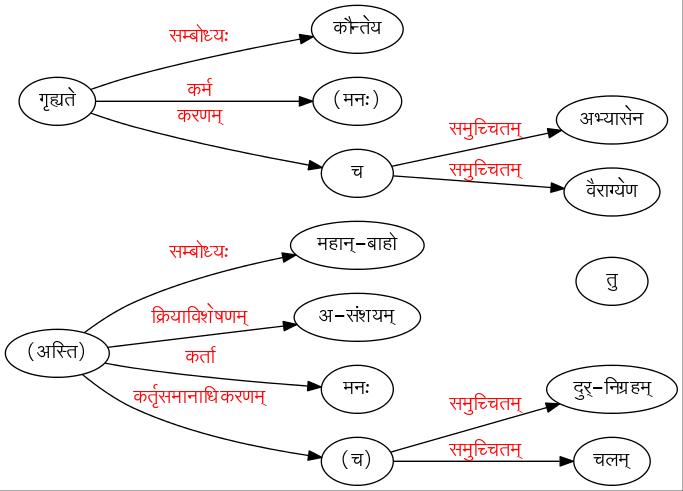 सम्बोध्यः
कौन्तेय
गृह्यते
कर्म
(मनः)
करणम्
च
समुच्चितम्
अभ्यासेन
समुच्चितम्
वैराग्येण
सम्बोध्यः
महान्-बाहो
तु
क्रियाविशेषणम्
अ-संशयम्
(अस्ति)
कर्ता
मनः
कर्तृसमानाधिकरणम्
(च)
समुच्चितम्
दुर्-निग्रहम्
समुच्चितम्
चलम्